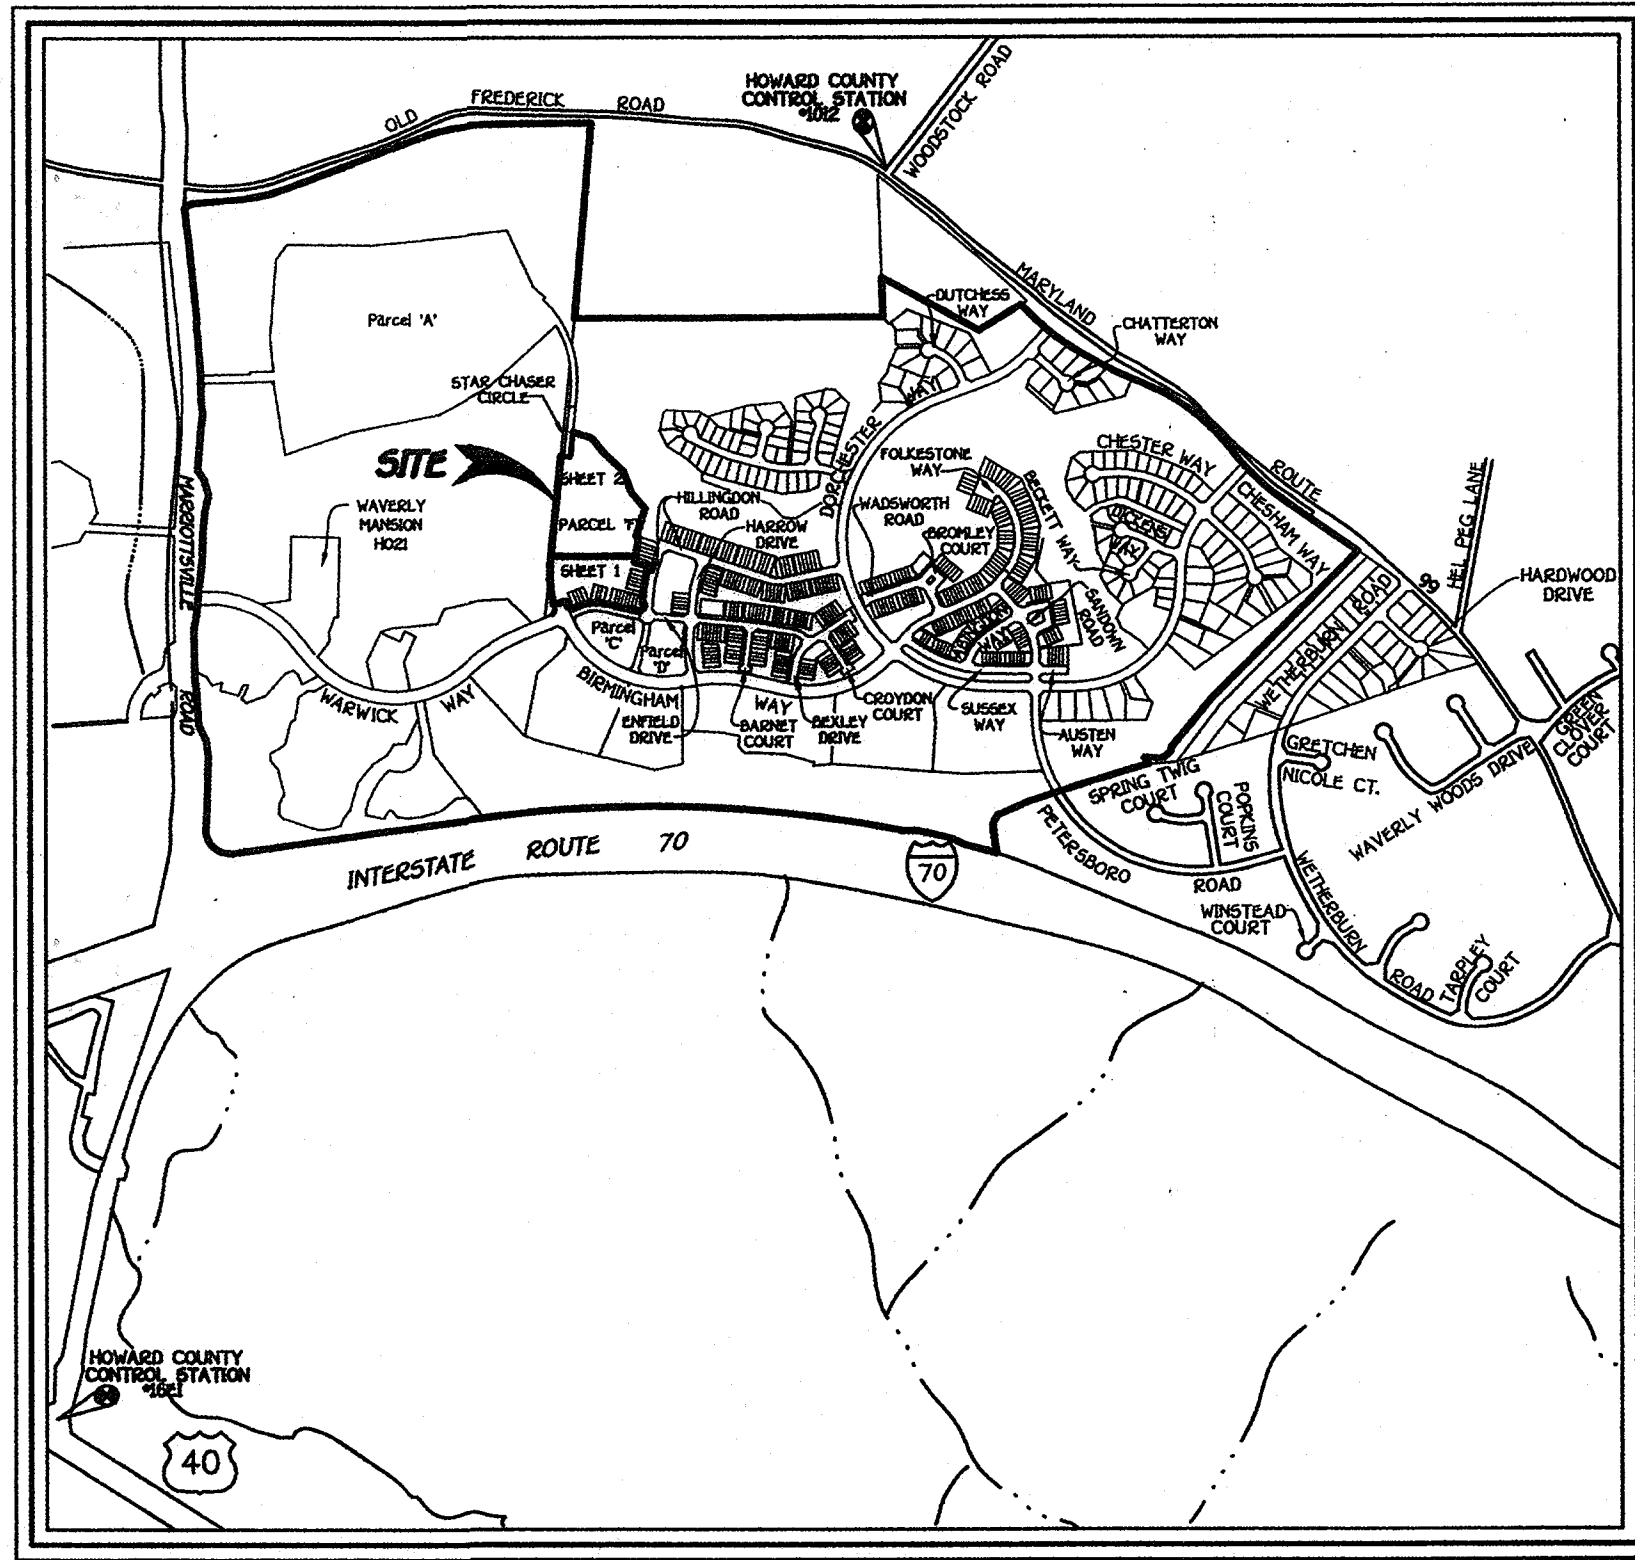 HOWARD COUNTY
CONTROL STATION
WOODSTOCK ROAD
OLD FREDERICK ROAD
MARYLAND ROUTE 99
DUTCHESS
WAY
CHATTERTON
WAY
Parcel 'A'
STAR CHASER
CIRCLE
SITE
SHEET 2
PARCEL 'F'
SHEET 1
WAVERLY
MANSION
HO21
MARRIOTTSVILLE ROAD
HILLINGDON
ROAD
HARROW
DRIVE
DORCHESTER WAY
FOLKESTONE
WAY
WADSWORTH
ROAD
BROMLEY
COURT
BECKETT WAY
CHESTER WAY
DICKENS
WAY
CHESHAM WAY
SANDOWN
ROAD
ABINGDON
WAY
HEL PEG LANE
HARDWOOD
DRIVE
WETHERBURN ROAD
Parcel
'C'
Parcel
'D'
WARWICK WAY
BIRMINGHAM WAY
ENFIELD
DRIVE
BARNET
COURT
BEXLEY
DRIVE
CROYDON
COURT
SUSSEX
WAY
AUSTEN
WAY
GRETCHEN
NICOLE CT.
GREEN
CLOVER
COURT
WAVERLY WOODS DRIVE
SPRING TWIG
COURT
POPKINS
COURT
PETERSBORO ROAD
WINSTEAD
COURT
WETHERBURN ROAD
TARPLEY
COURT
INTERSTATE ROUTE 70
70
HOWARD COUNTY
CONTROL STATION
40